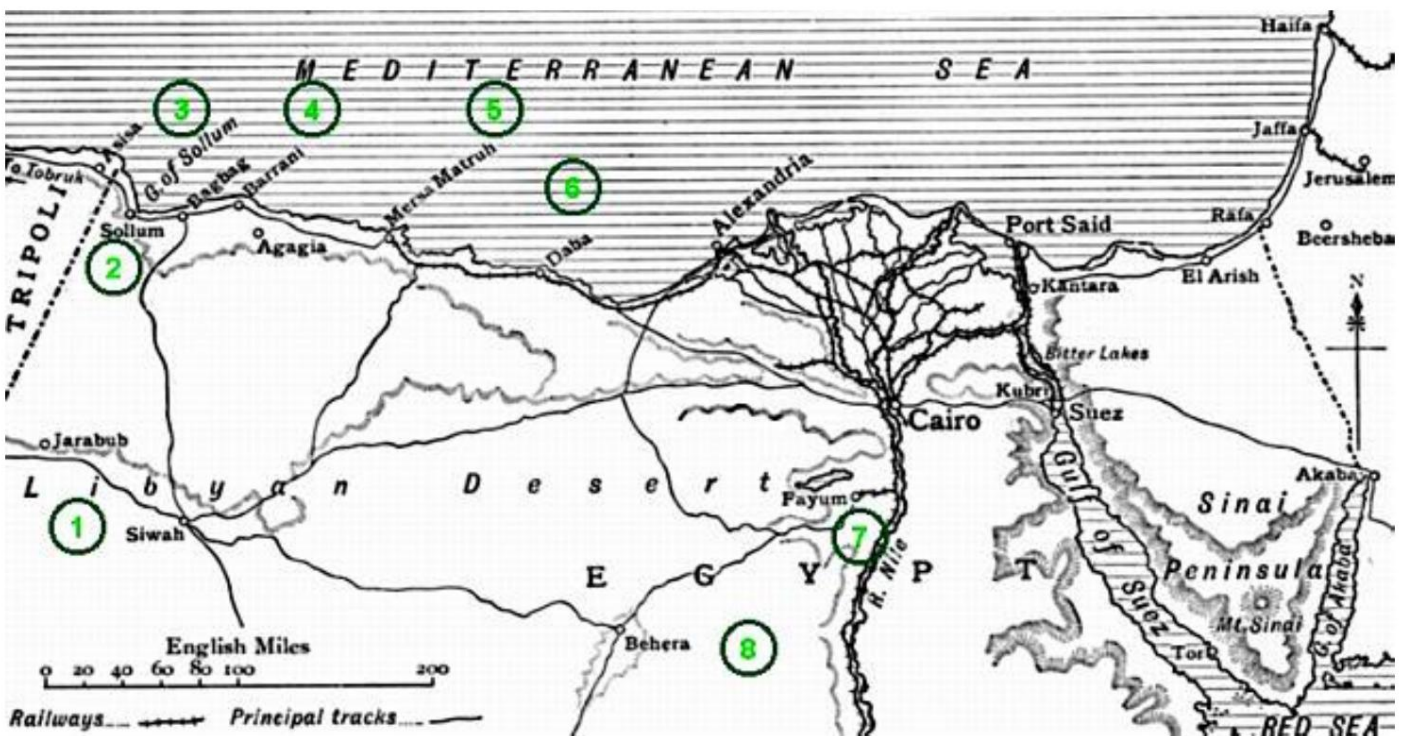 Haifa
MEDITERRANEAN SEA
3
4
5
Jaffa
Asisa
G. of Sollum
To Tobruk
Bagbag
Barrani
Mersa Matruh
6
Alexandria
Jerusalem
TRIPOLI
Sollum
Agagia
Daba
Port Said
Rafa
Beersheba
2
El Arish
Kantara
N
Bitter Lakes
Kubri
Suez
Cairo
Jarabub
Libyan Desert
Fayum
Akaba
Sinai
Peninsula
1
Siwah
7
Gulf of Suez
EGYPT
R. Nile
G. of Akaba
Mt. Sinai
Behera
8
Tor
English Miles
0 20 40 60 80 100 200
Railways Principal tracks
RED SEA